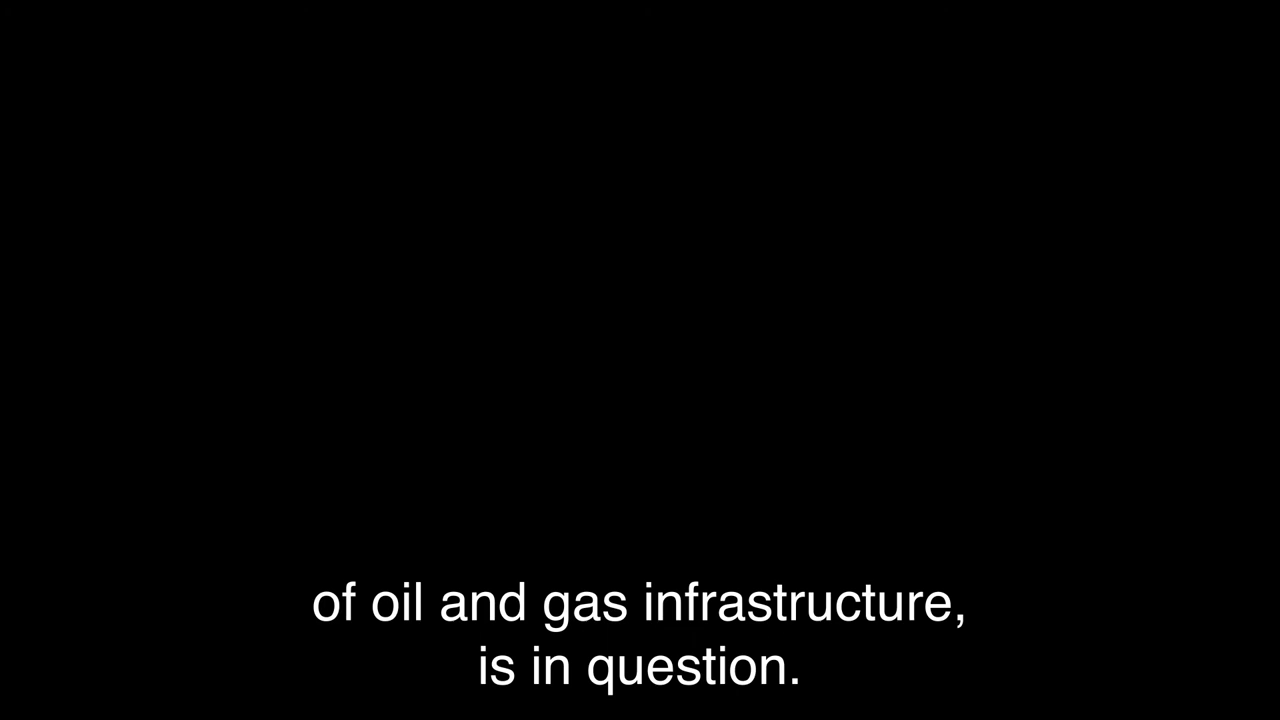 of oil and gas infrastructure,
is in question.